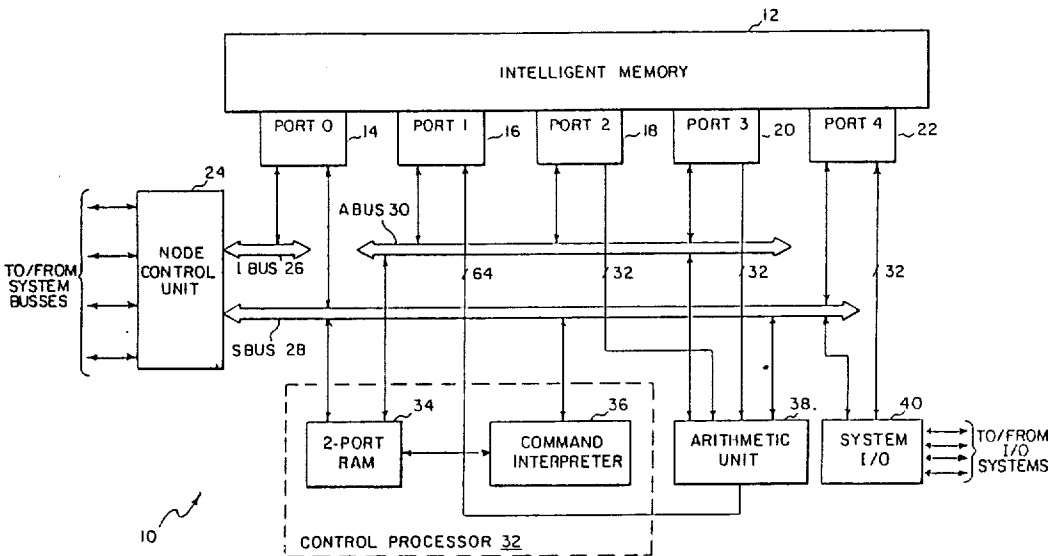 12
INTELLIGENT MEMORY
PORT 0
14
PORT 1
16
PORT 2
18
PORT 3
20
PORT 4
22
24
NODE
CONTROL
UNIT
TO/FROM
SYSTEM
BUSSES
A BUS 30
I BUS 26
64
32
32
32
S BUS 28
34
2-PORT
RAM
36
COMMAND
INTERPRETER
38.
ARITHMETIC
UNIT
40
SYSTEM
I/O
TO/FROM
I/O
SYSTEMS
10
CONTROL PROCESSOR 32